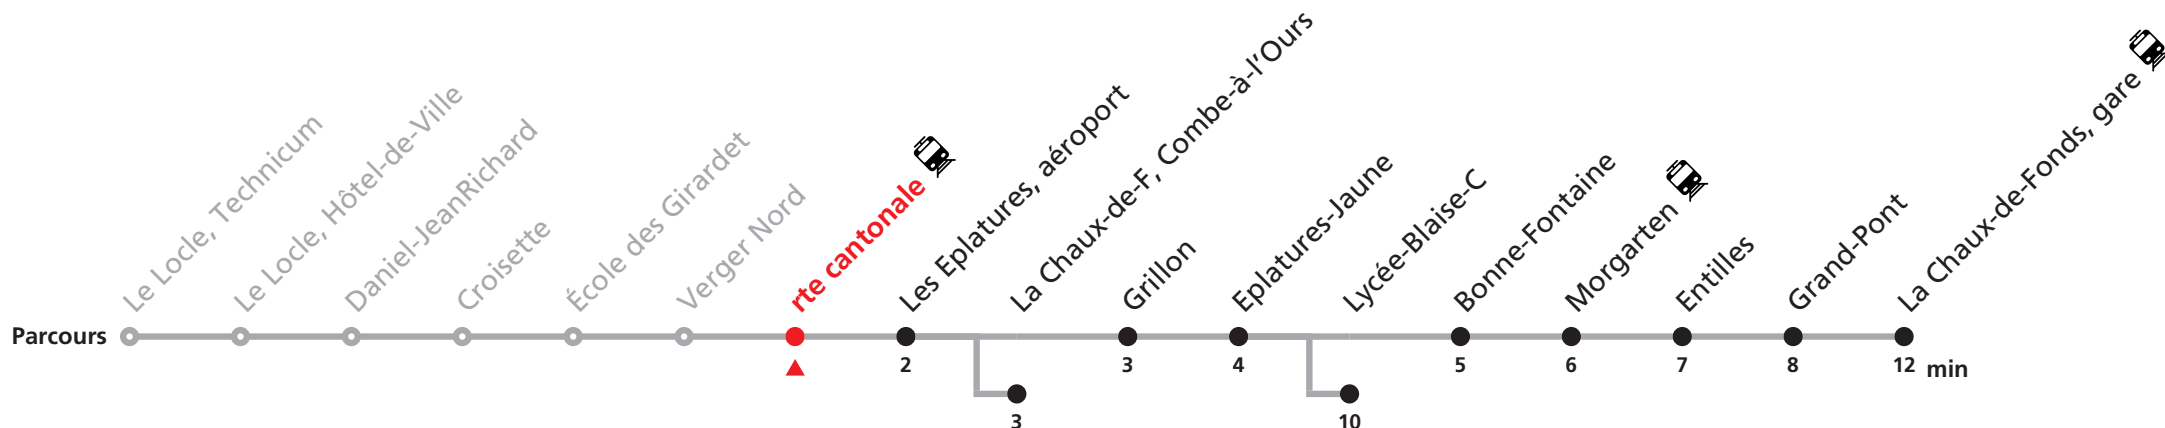 Le Locle, Technicum
Le Locle, Hôtel-de-Ville
Daniel-JeanRichard
Croisette
École des Girardet
Verger Nord
rte cantonale
Les Eplatures, aéroport
La Chaux-de-F, Combe-à-l'Ours
Grillon
Eplatures-Jaune
Lycée-Blaise-C
Bonne-Fontaine
Morgarten
Entilles
Grand-Pont
La Chaux-de-Fonds, gare
Parcours
2
3
4
5
6
7
8
12 min
3
10